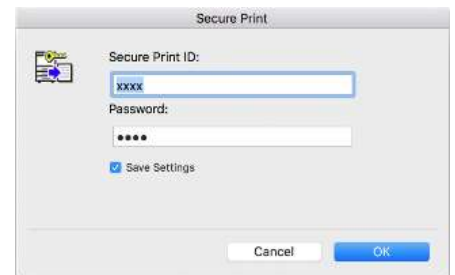 Secure Print
Secure Print ID:
xxxx
Password:
••••
Save Settings
Cancel
OK